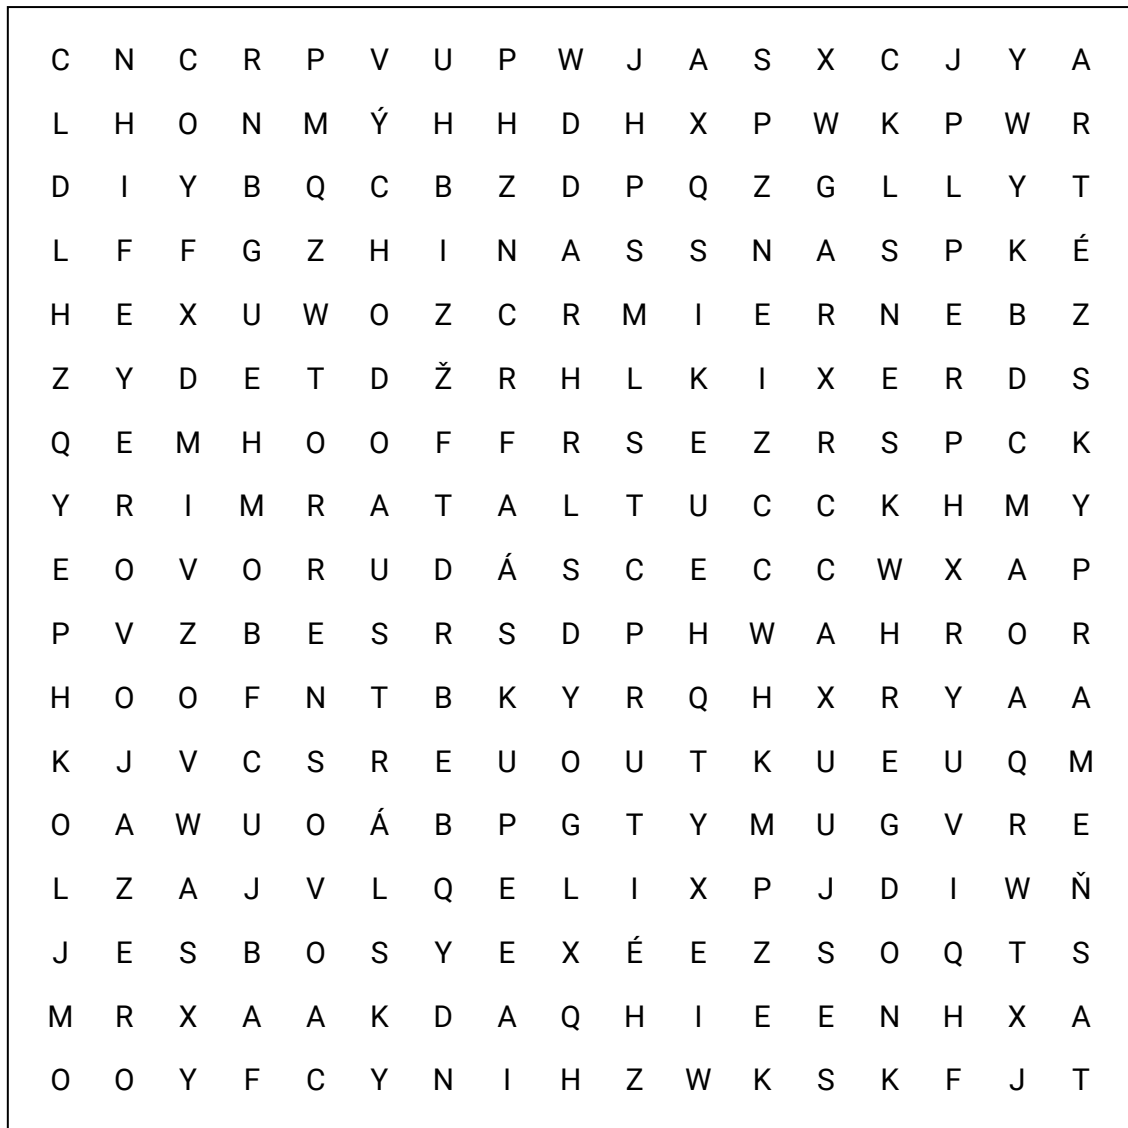 C N C R P V U P W J A S X C J Y A
L H O N M Ý H H D H X P W K P W R
D I Y B Q C B Z D P Q Z G L L Y T
L F F G Z H I N A S S N A S P K É
H E X U W O Z C R M I E R N E B Z
Z Y D E T D Ž R H L K I X E R D S
Q E M H O O F F R S E Z R S P C K
Y R I M R A T A L T U C C K H M Y
E O V O R U D Á S C E C C W X A P
P V Z B E S R S D P H W A H R O R
H O O F N T B K Y R Q H X R Y A A
K J V C S R E U O U T K U E U Q M
O A W U O Á B P G T Y M U G V R E
L Z A J V L Q E L I X P J D I W Ň
J E S B O S Y E X É E Z S O Q T S
M R X A A K D A Q H I E E N H X A
O O Y F C Y N I H Z W K S K F J T